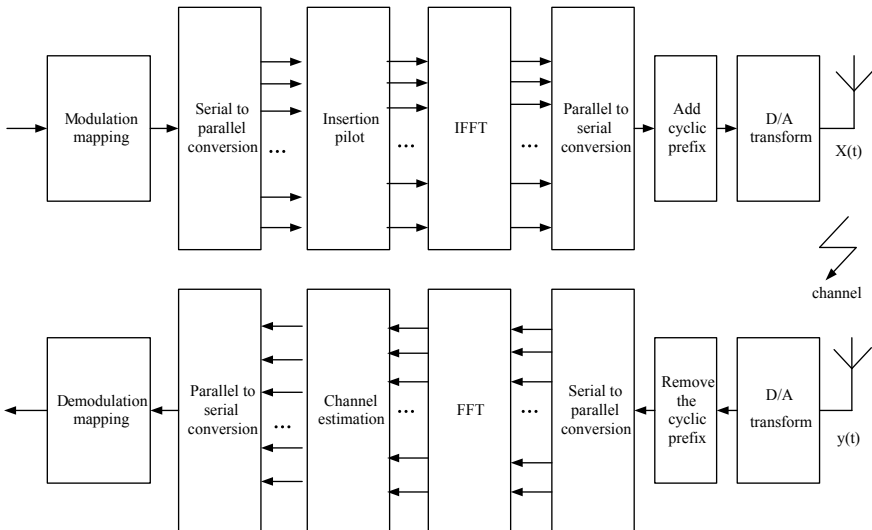 Modulation
mapping
Serial to
parallel
conversion
...
Insertion
pilot
...
IFFT
...
Parallel to
serial
conversion
Add
cyclic
prefix
D/A
transform
X(t)
channel
Demodulation
mapping
Parallel to
serial
conversion
...
Channel
estimation
...
FFT
...
Serial to
parallel
conversion
Remove
the
cyclic
prefix
D/A
transform
y(t)